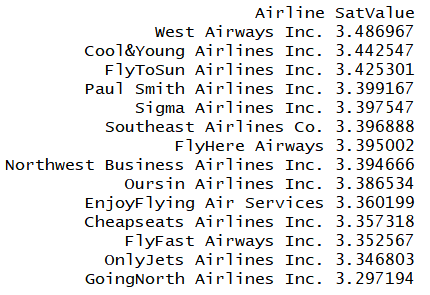 Airline SatValue
West Airways Inc. 3.486967
Cool&Young Airlines Inc. 3.442547
FlyToSun Airlines Inc. 3.425301
Paul Smith Airlines Inc. 3.399167
Sigma Airlines Inc. 3.397547
Southeast Airlines Co. 3.396888
FlyHere Airways 3.395002
Northwest Business Airlines Inc. 3.394666
Oursin Airlines Inc. 3.386534
EnjoyFlying Air Services 3.360199
Cheapseats Airlines Inc. 3.357318
FlyFast Airways Inc. 3.352567
OnlyJets Airlines Inc. 3.346803
GoingNorth Airlines Inc. 3.297194